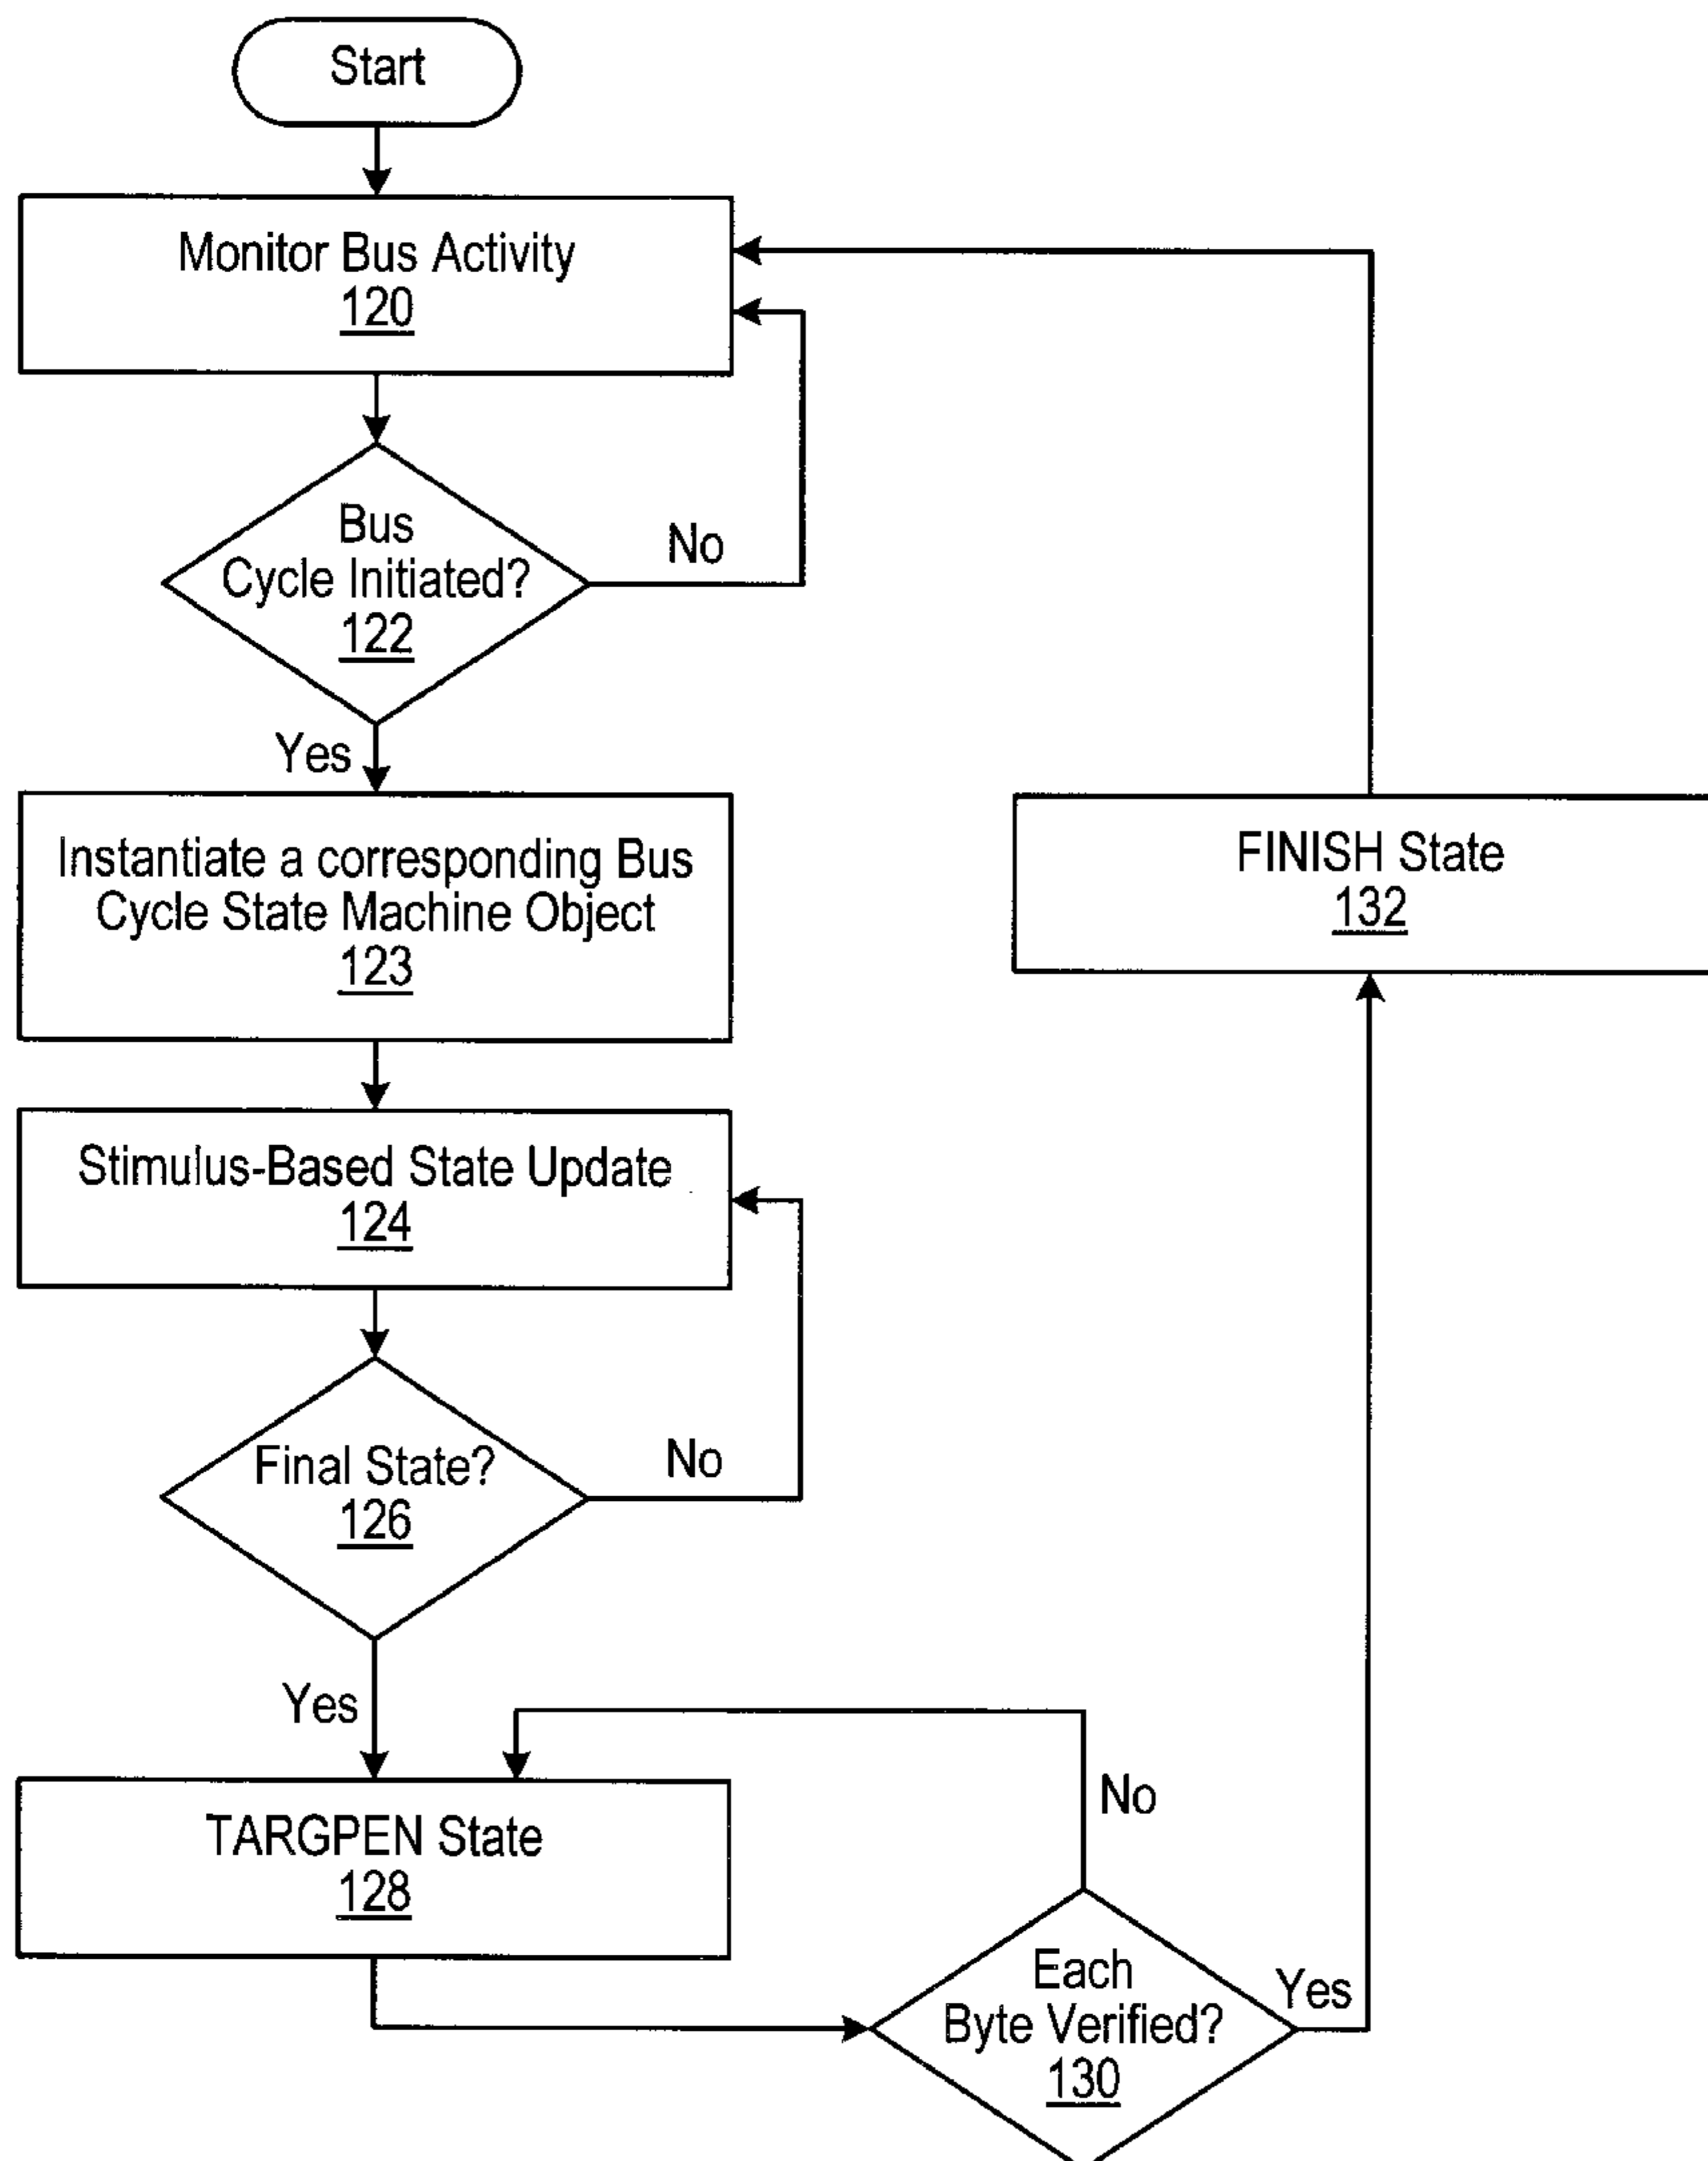 Start
Monitor Bus Activity
120
Bus
Cycle Initiated?
122
No
Yes
Instantiate a corresponding Bus
Cycle State Machine Object
123
FINISH State
132
Stimulus-Based State Update
124
Final State?
126
No
Yes
TARGPEN State
128
No
Each
Byte Verified?
130
Yes